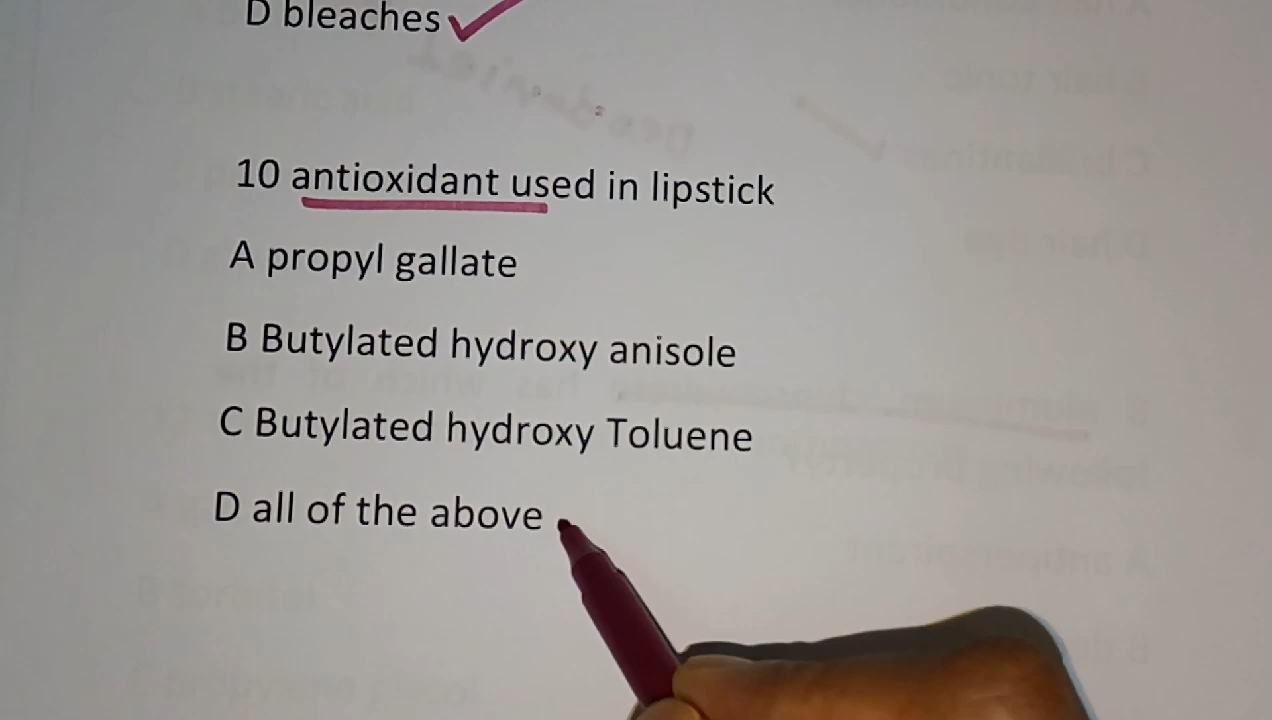 D bleaches
10 antioxidant used in lipstick
A propyl gallate
B Butylated hydroxy anisole
C Butylated hydroxy Toluene
D all of the above